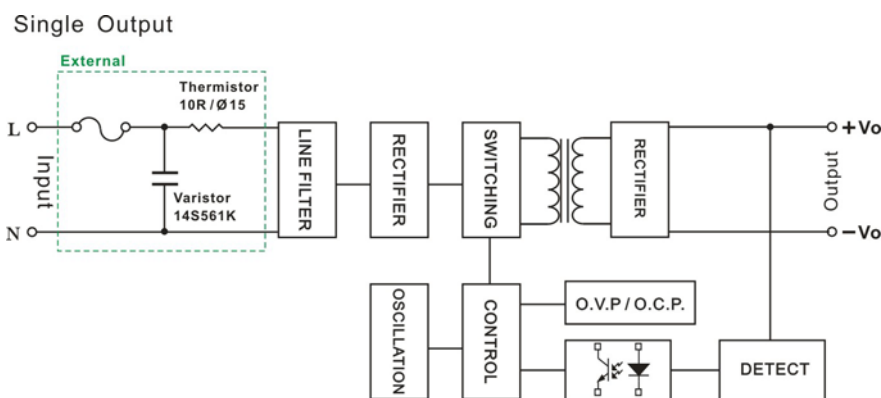 Single Output
External
Thermistor
10R/Ø15
L
Input
N
Varistor
14S561K
LINE FILTER
RECTIFIER
SWITCHING
RECTIFIER
+Vo
Output
−Vo
OSCILLATION
CONTROL
O.V.P/O.C.P.
DETECT